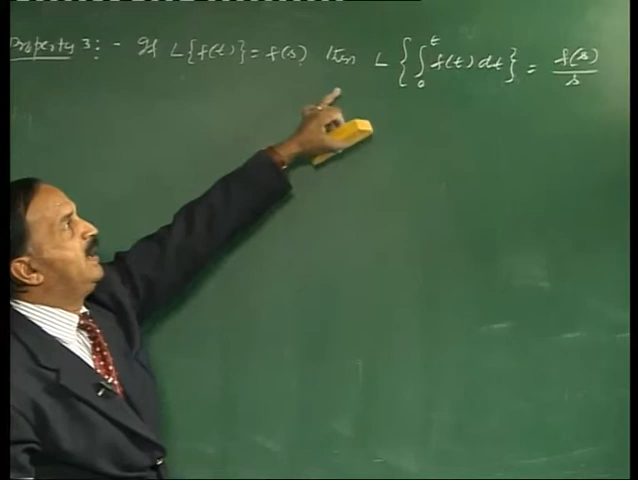 Property 3:- If L{f(t)} = f(s) then L{∫₀ᵗ f(t) dt} = f(s)/s